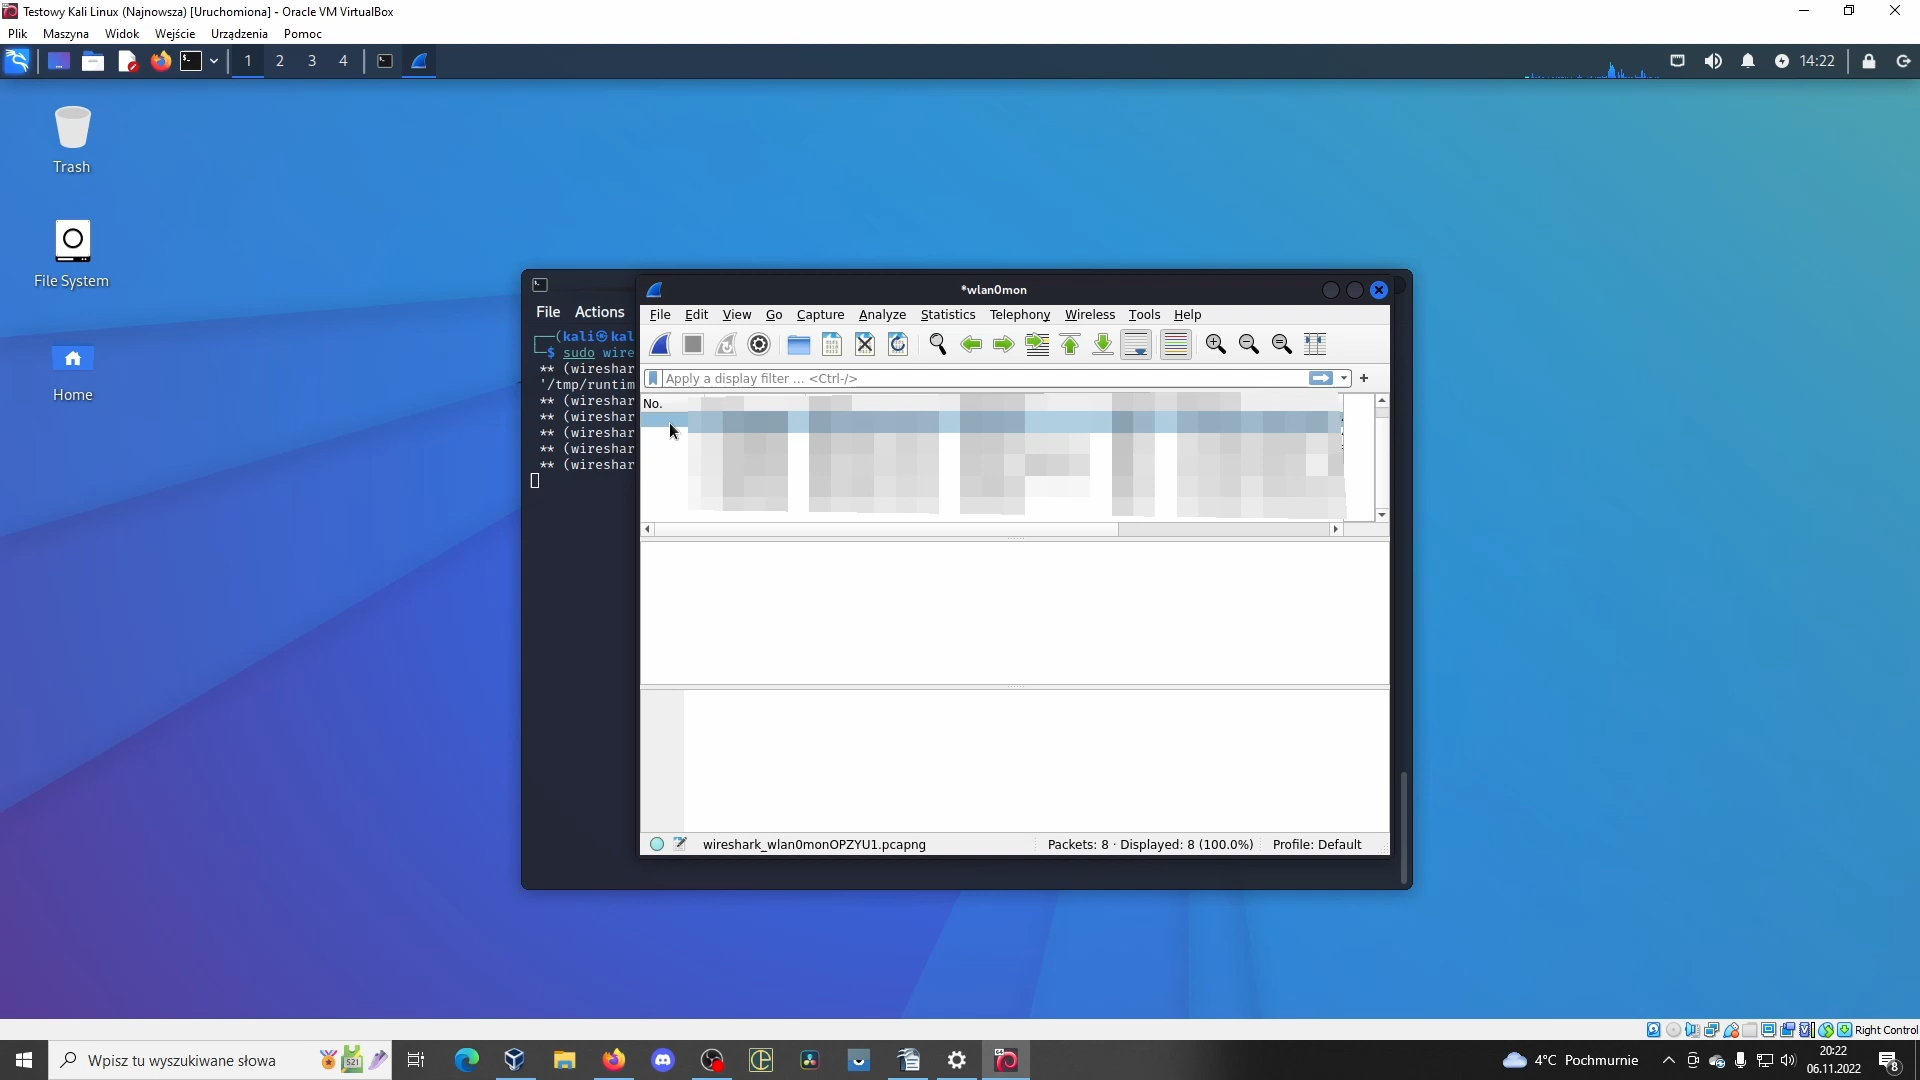 Testowy Kali Linux (Najnowsza) [Uruchomiona] - Oracle VM VirtualBox
Plik Maszyna Widok Wejście Urządzenia Pomoc
1 2 3 4 14:22
Trash
File System
Home
File Actions
(kali㉿kal
$ sudo wire
** (wireshar
'/tmp/runtim
** (wireshar
** (wireshar
** (wireshar
** (wireshar
** (wireshar
*wlan0mon
File Edit View Go Capture Analyze Statistics Telephony Wireless Tools Help
Apply a display filter ... <Ctrl-/>
No.
wireshark_wlan0monOPZYU1.pcapng Packets: 8 · Displayed: 8 (100.0%) Profile: Default
Right Control
Wpisz tu wyszukiwane słowa
4°C Pochmurnie
20:22
06.11.2022
8